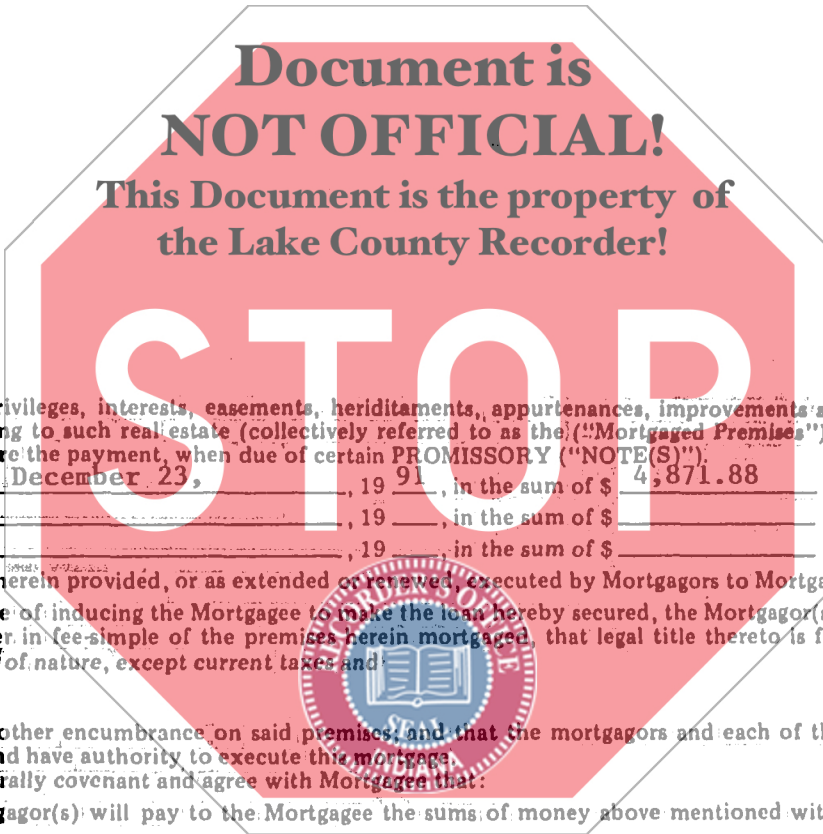 Document is
NOT OFFICIAL!
This Document is the property of
the Lake County Recorder!
STOP
rivileges, interests, easements, heriditaments, appurtenances, improvements
ng to such real estate (collectively referred to as the ("Mortgaged Premises")
re the payment, when due of certain PROMISSORY ("NOTE(S)").
December 23, , 19 91 , in the sum of $ 4,871.88
, 19 , in the sum of $
, 19 , in the sum of $
herein provided, or as extended or renewed, executed by Mortgagors to Mortga
e of inducing the Mortgagee to make the loan hereby secured, the Mortgagor(s
er in fee-simple of the premises herein mortgaged, that legal title thereto is f
of nature, except current taxes and
RECORDER'S OFFICE
SEAL
INDIANA
other encumbrance on said premises; and that the mortgagors and each of th
nd have authority to execute this mortgage.
rally covenant and agree with Mortgagee that:
gagor(s) will pay to the Mortgagee the sums of money above mentioned wit